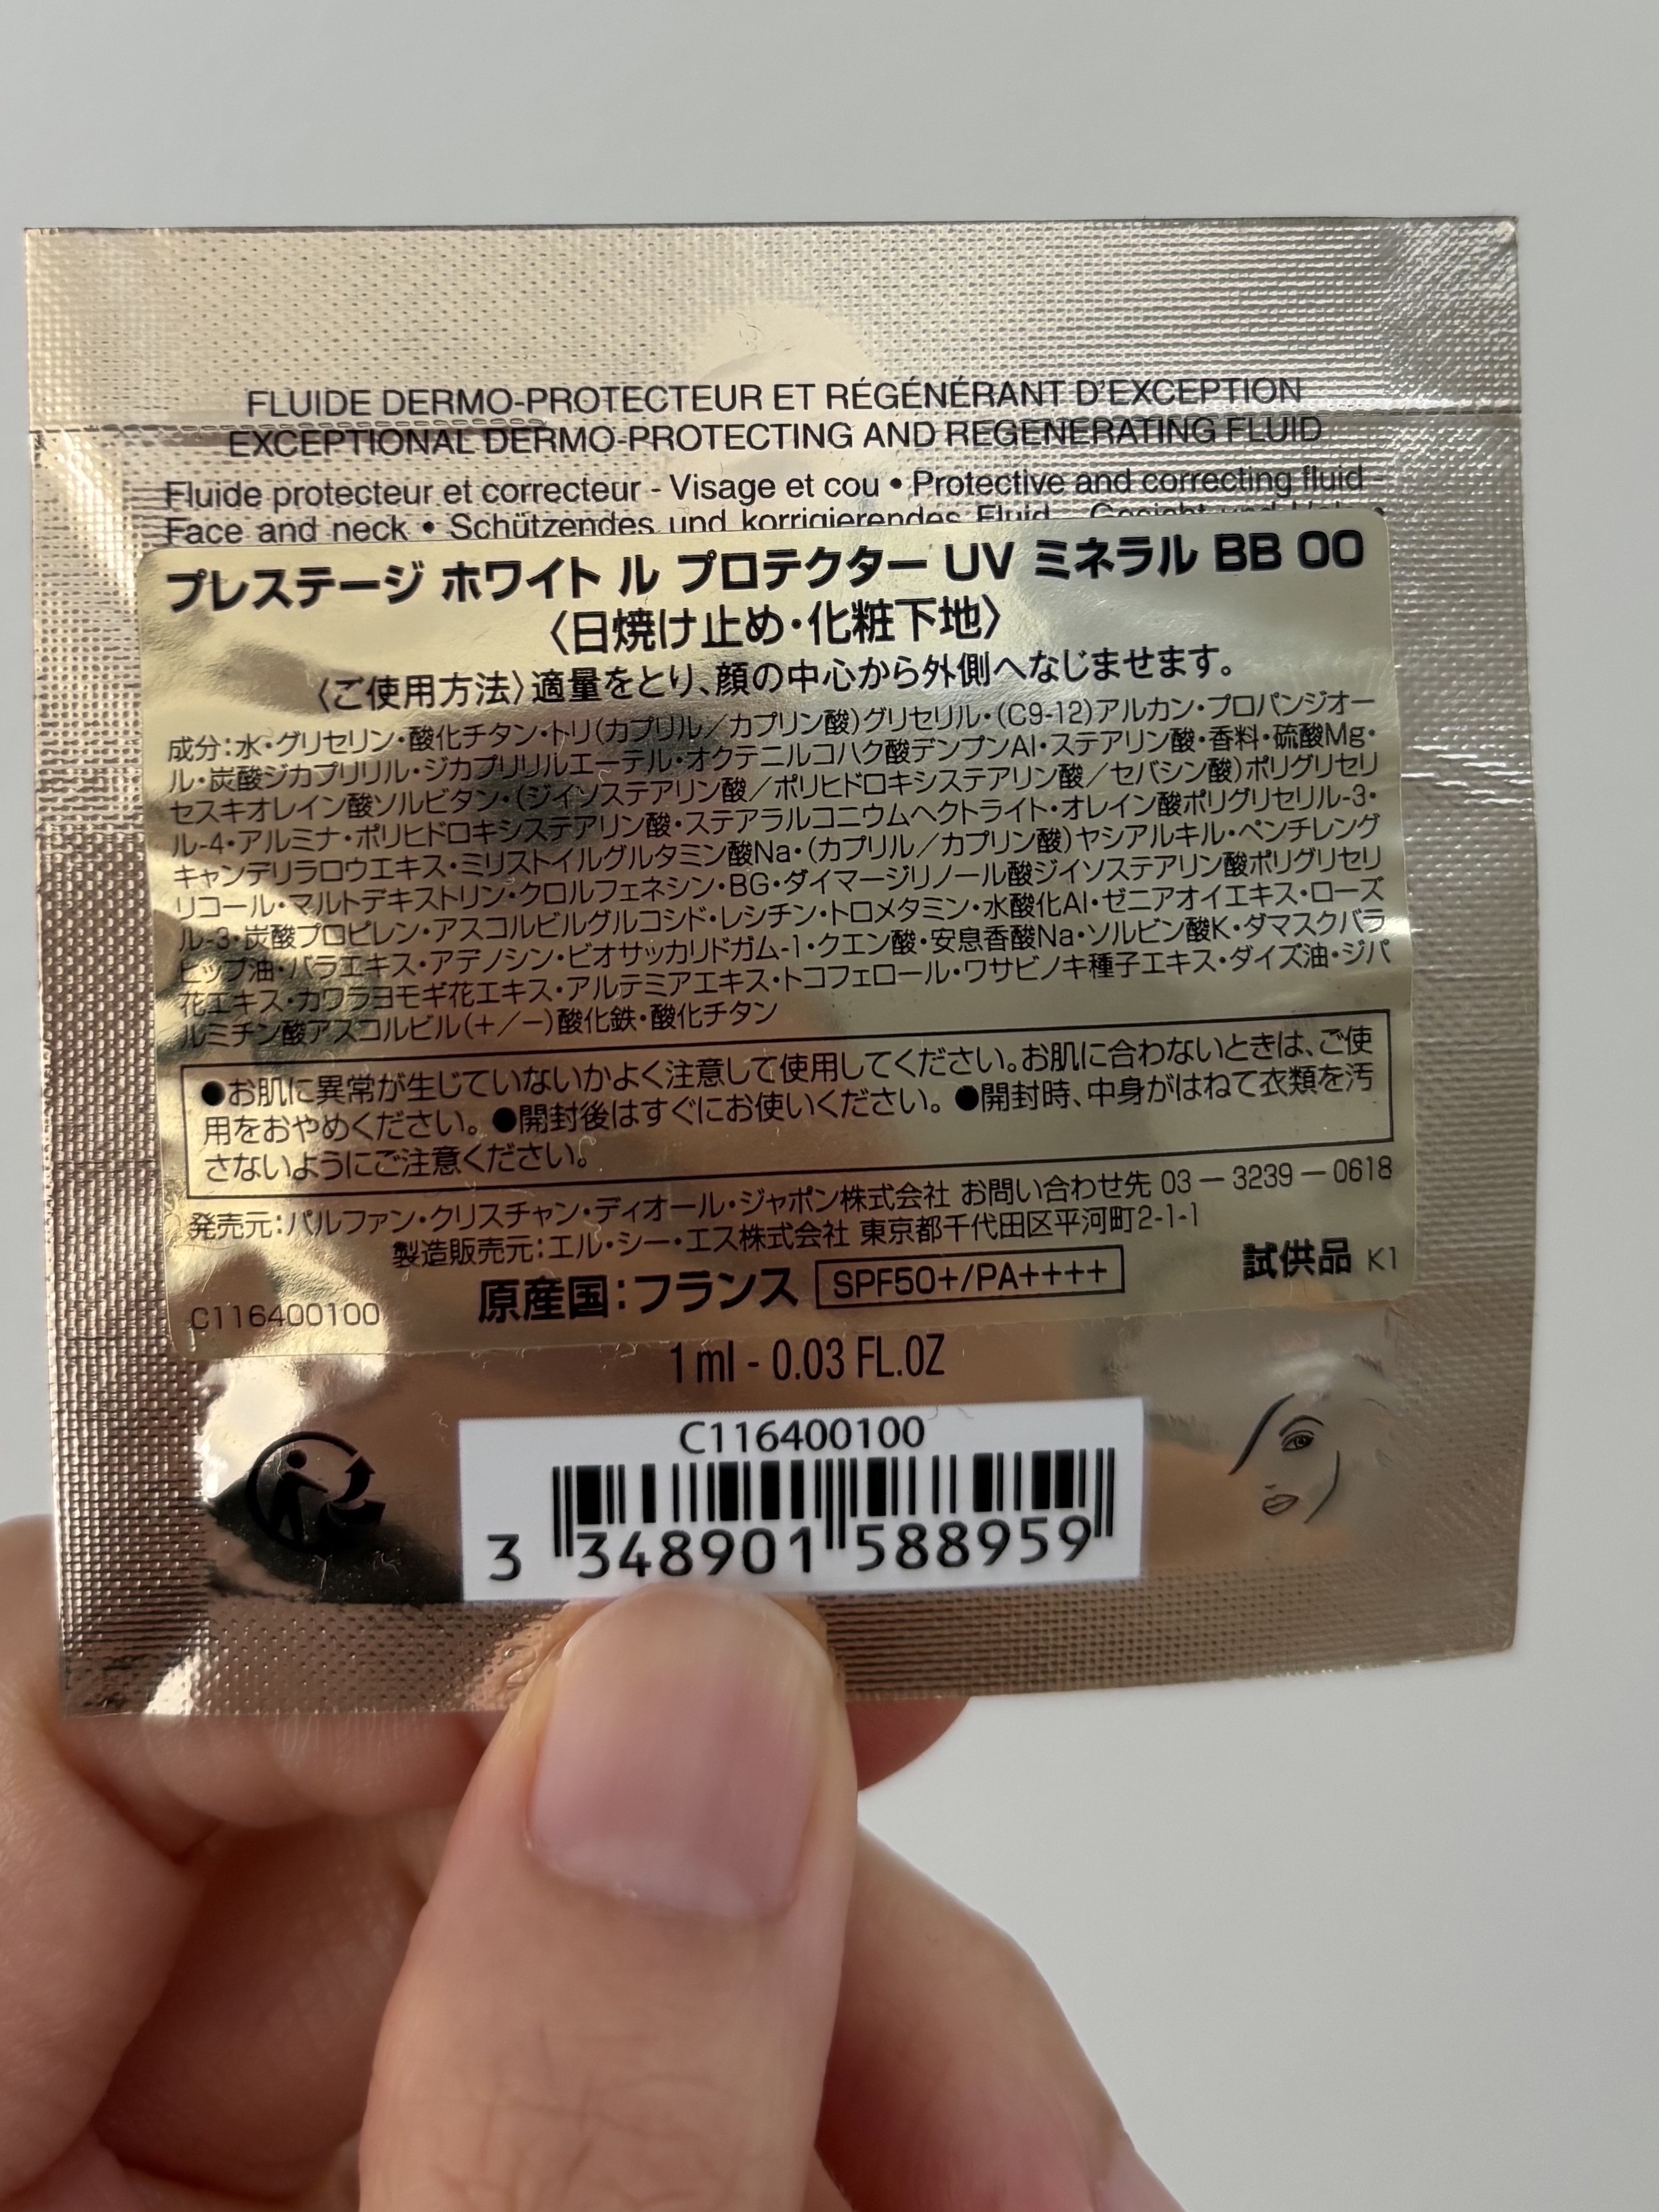 FLUIDE DERMO-PROTECTEUR ET RÉGÉNÉRANT D'EXCEPTION
EXCEPTIONAL DERMO-PROTECTING AND REGENERATING FLUID
Fluide protecteur et correcteur - Visage et cou • Protective and correcting fluid -
Face and neck • Schützendes und korrigierendes Fluid - Gesicht und
プレステージ ホワイト ル プロテクター UV ミネラル BB 00
〈日焼け止め・化粧下地〉
〈ご使用方法〉適量をとり、顔の中心から外側へなじませます。
成分：水・グリセリン・酸化チタン・トリ(カプリル／カプリン酸)グリセリル・(C9-12)アルカン・プロパンジオー
ル・炭酸ジカプリリル・ジカプリリルエーテル・オクテニルコハク酸デンプンAl・ステアリン酸・香料・硫酸Mg・
セスキオレイン酸ソルビタン・(ジイソステアリン酸／ポリヒドロキシステアリン酸／セバシン酸)ポリグリセリ
ル-4・アルミナ・ポリヒドロキシステアリン酸・ステアラルコニウムヘクトライト・オレイン酸ポリグリセリル-3・
キャンデリラロウエキス・ミリストイルグルタミン酸Na・(カプリル／カプリン酸)ヤシアルキル・ペンチレング
リコール・マルトデキストリン・クロルフェネシン・BG・ダイマージリノール酸ジイソステアリン酸ポリグリセリ
ル-3・炭酸プロピレン・アスコルビルグルコシド・レシチン・トロメタミン・水酸化Al・ゼニアオイエキス・ローズ
ヒップ油・バラエキス・アデノシン・ビオサッカリドガム-1・クエン酸・安息香酸Na・ソルビン酸K・ダマスクバラ
花エキス・カワラヨモギ花エキス・アルテミアエキス・トコフェロール・ワサビノキ種子エキス・ダイズ油・ジパ
ルミチン酸アスコルビル(＋／－)酸化鉄・酸化チタン
●お肌に異常が生じていないかよく注意して使用してください。お肌に合わないときは、ご使
用をおやめください。●開封後はすぐにお使いください。●開封時、中身がはねて衣類を汚
さないようにご注意ください。
発売元：パルファン・クリスチャン・ディオール・ジャポン株式会社 お問い合わせ先 03－3239－0618
製造販売元：エル・シー・エス株式会社 東京都千代田区平河町2-1-1
C116400100 原産国：フランス SPF50+/PA++++ 試供品 K1
1 ml - 0.03 FL.OZ
C116400100
3 348901 588959